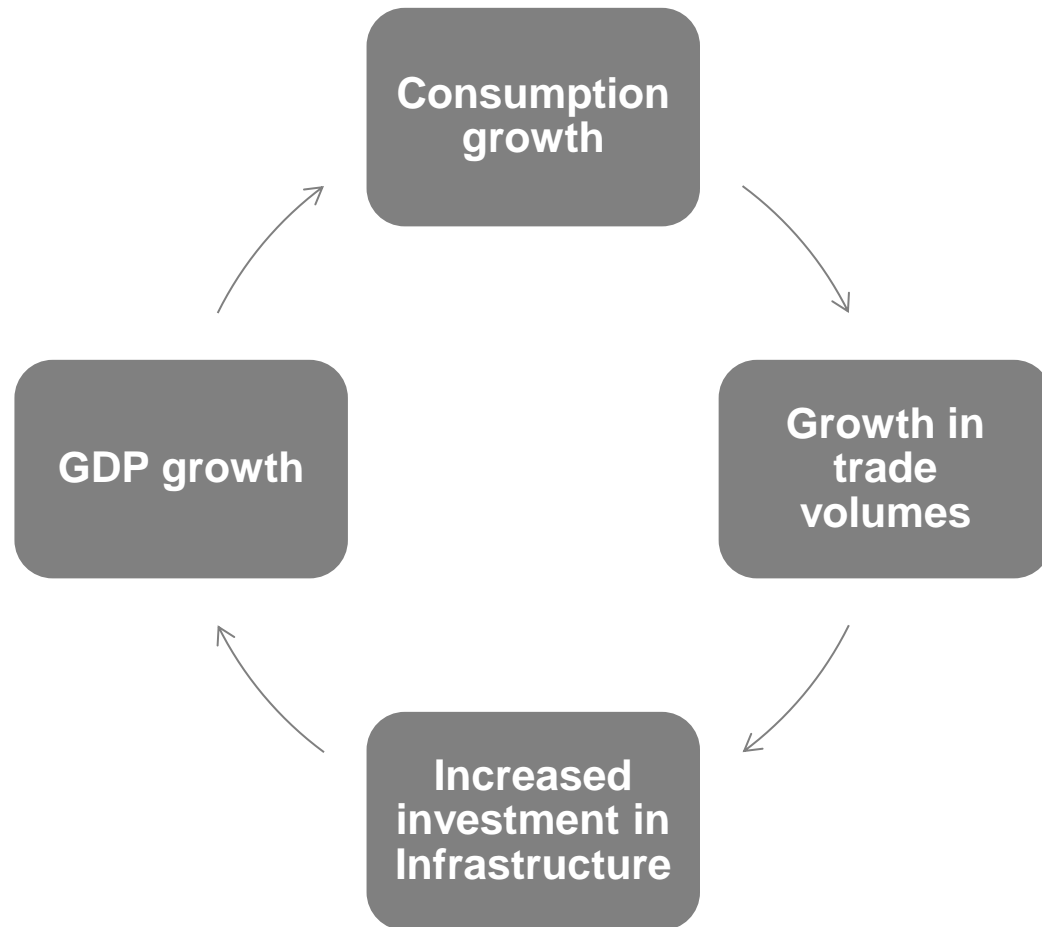 Consumption
growth
GDP growth
Growth in
trade
volumes
Increased
investment in
Infrastructure